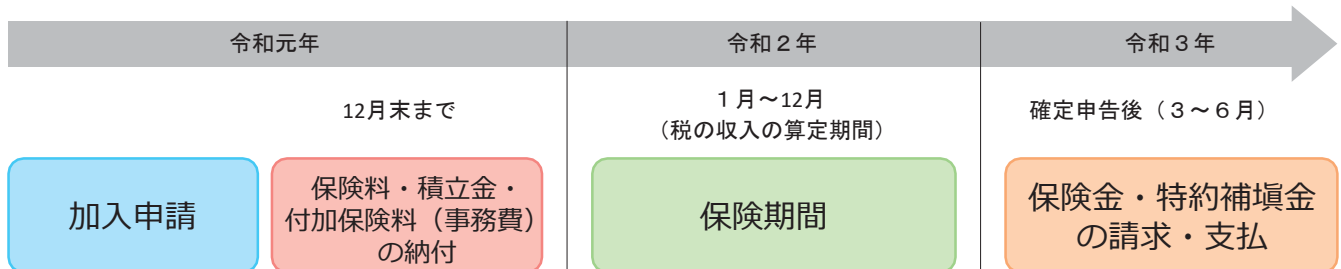 令和元年
令和２年
令和３年
12月末まで
１月～12月
（税の収入の算定期間）
確定申告後（３～６月）
加入申請
保険料・積立金・
付加保険料（事務費）
の納付
保険期間
保険金・特約補塡金
の請求・支払